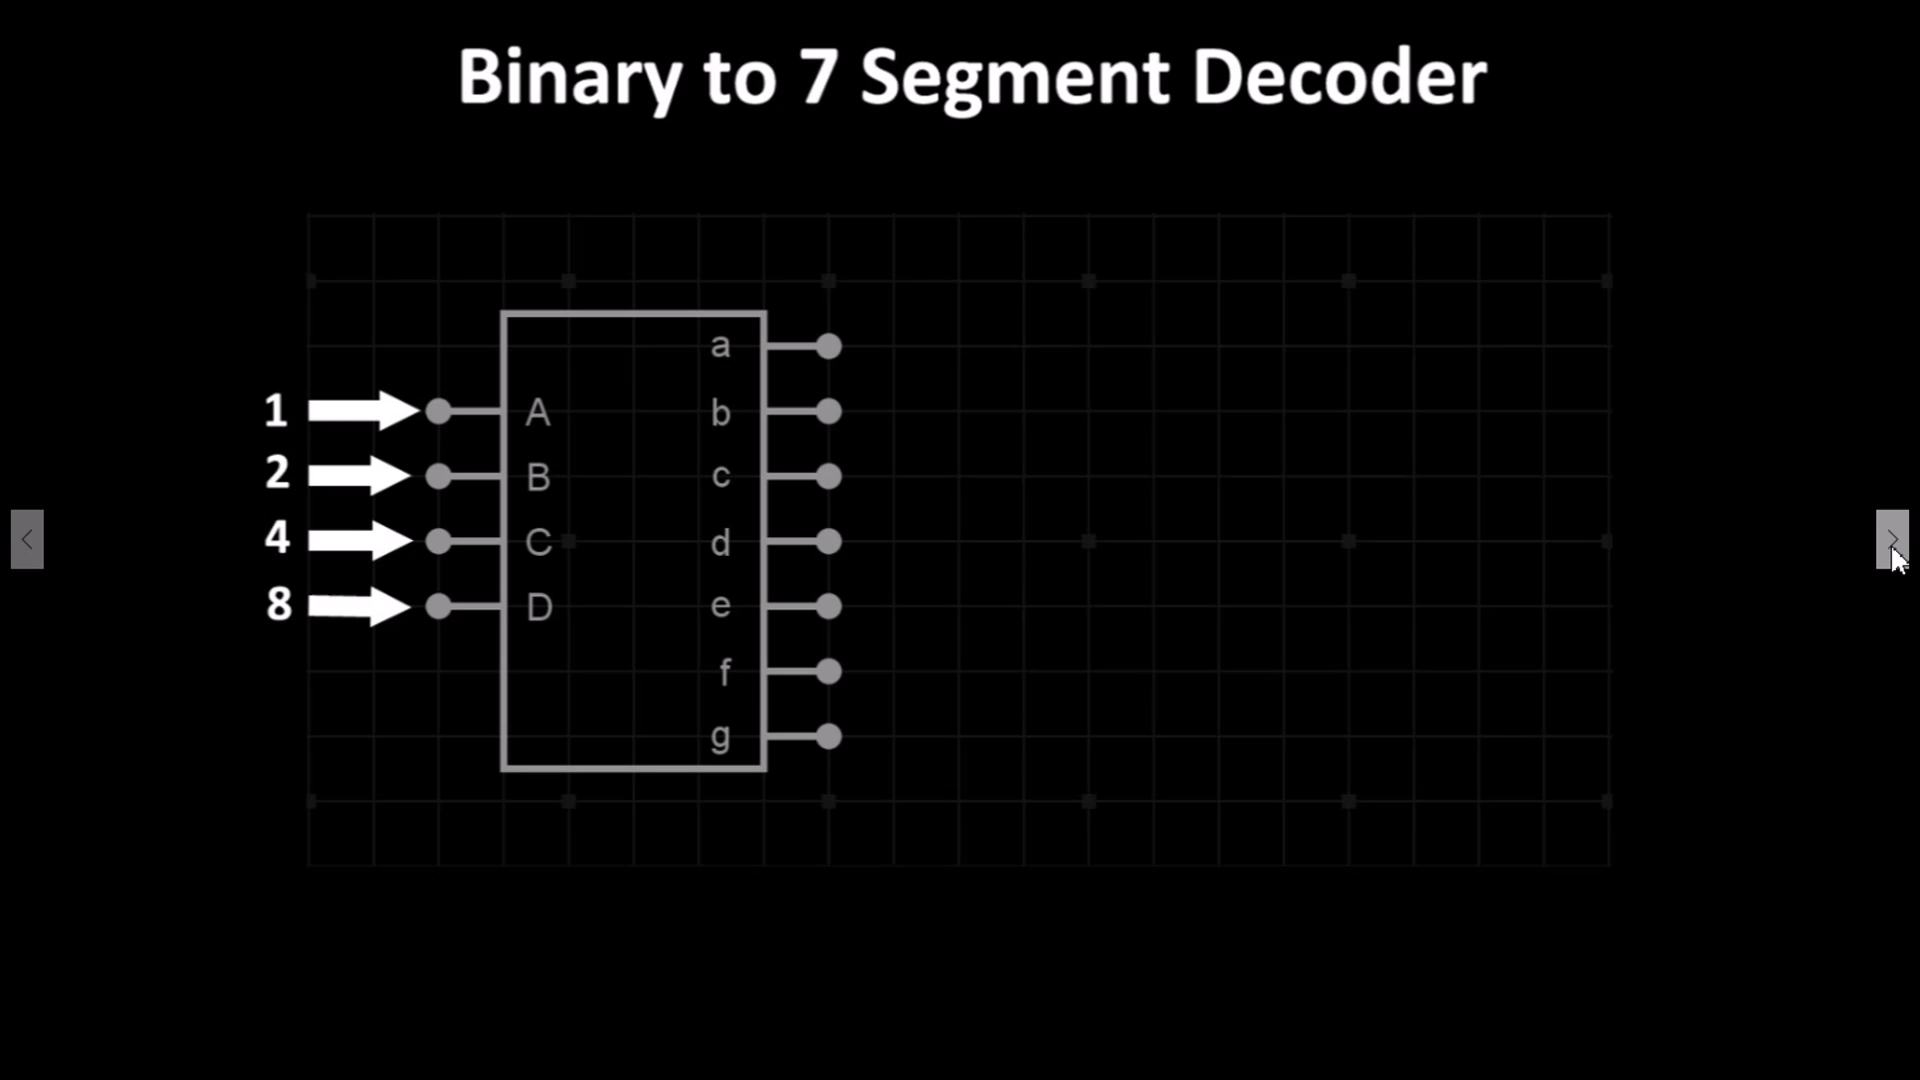 Binary to 7 Segment Decoder
a
1 A b
2 B c
4 C d
8 D e
f
g